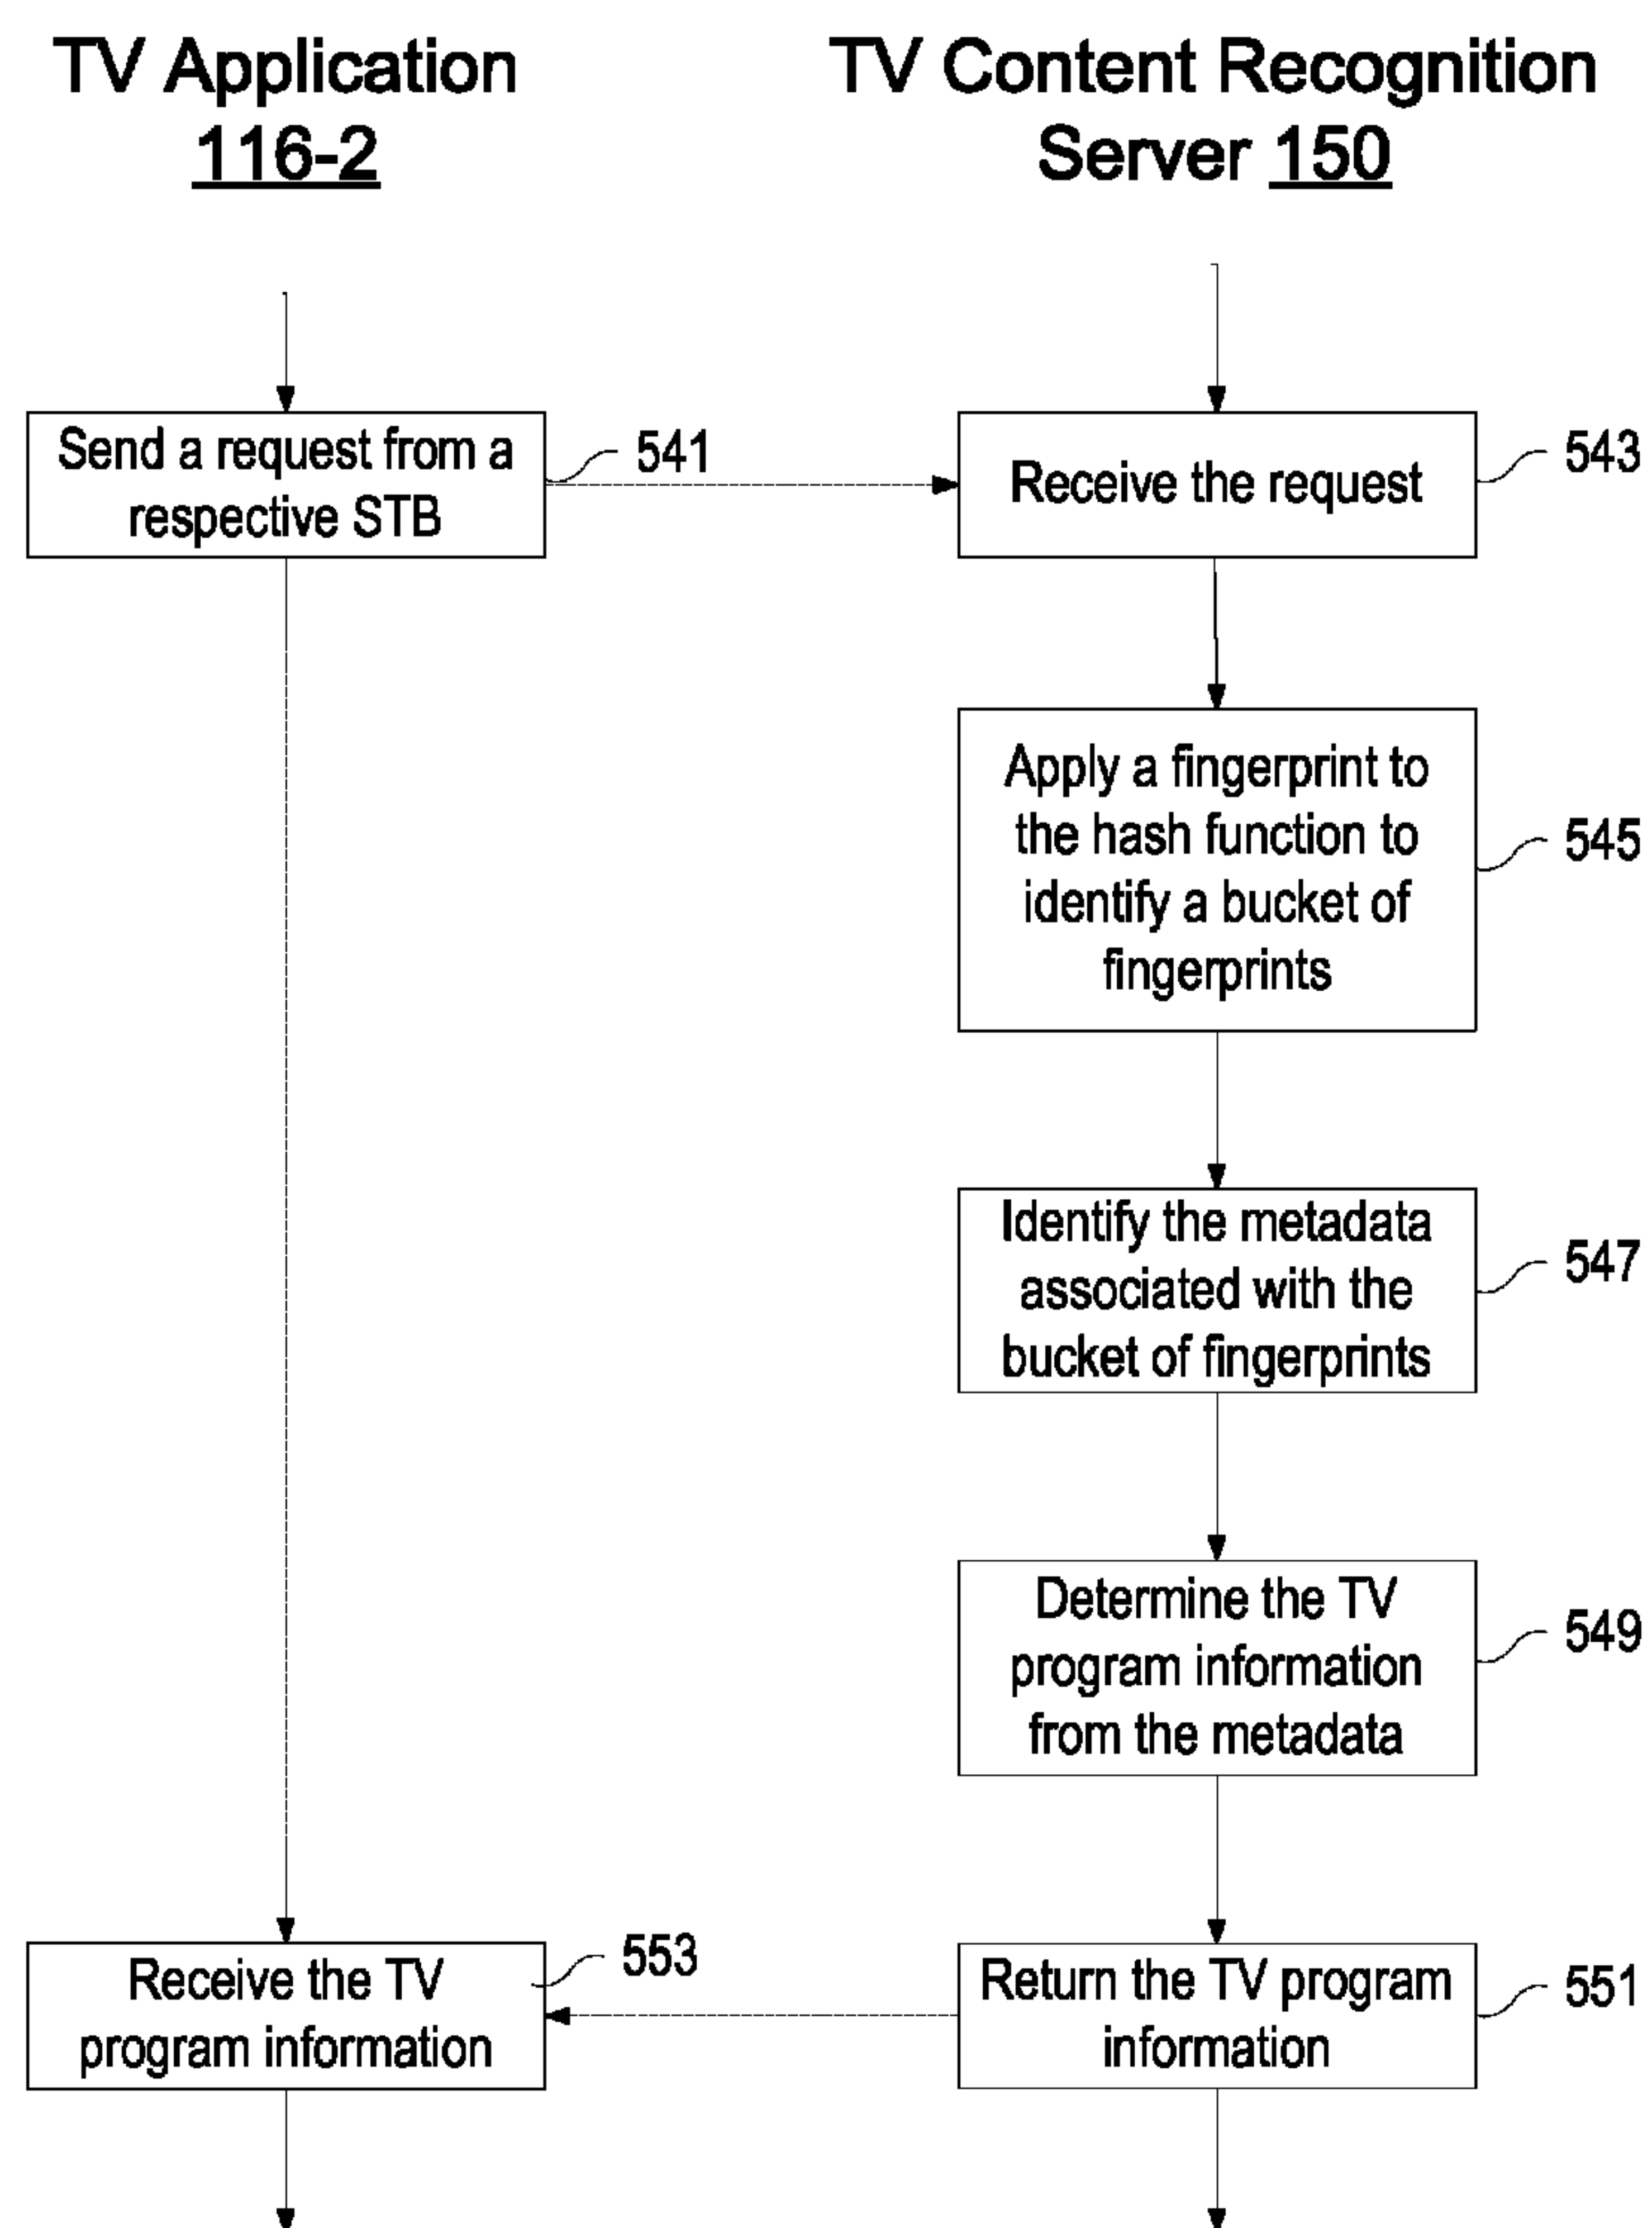 TV Application
116-2
TV Content Recognition
Server 150
Send a request from a
respective STB
541
Receive the request
543
Apply a fingerprint to
the hash function to
identify a bucket of
fingerprints
545
Identify the metadata
associated with the
bucket of fingerprints
547
Determine the TV
program information
from the metadata
549
Receive the TV
program information
553
Return the TV program
information
551